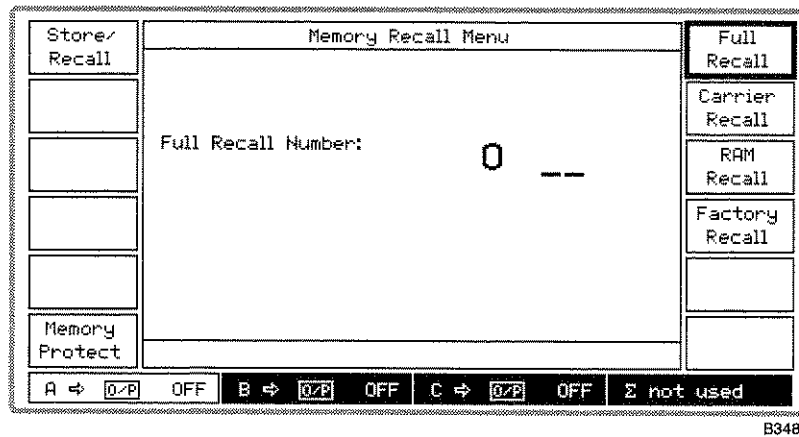 Memory Recall Menu
Store/
Recall
Memory
Protect
Full Recall Number: 0 __
Full
Recall
Carrier
Recall
RAM
Recall
Factory
Recall
A ⇨ O/P OFF B ⇨ O/P OFF C ⇨ O/P OFF Σ not used
B348